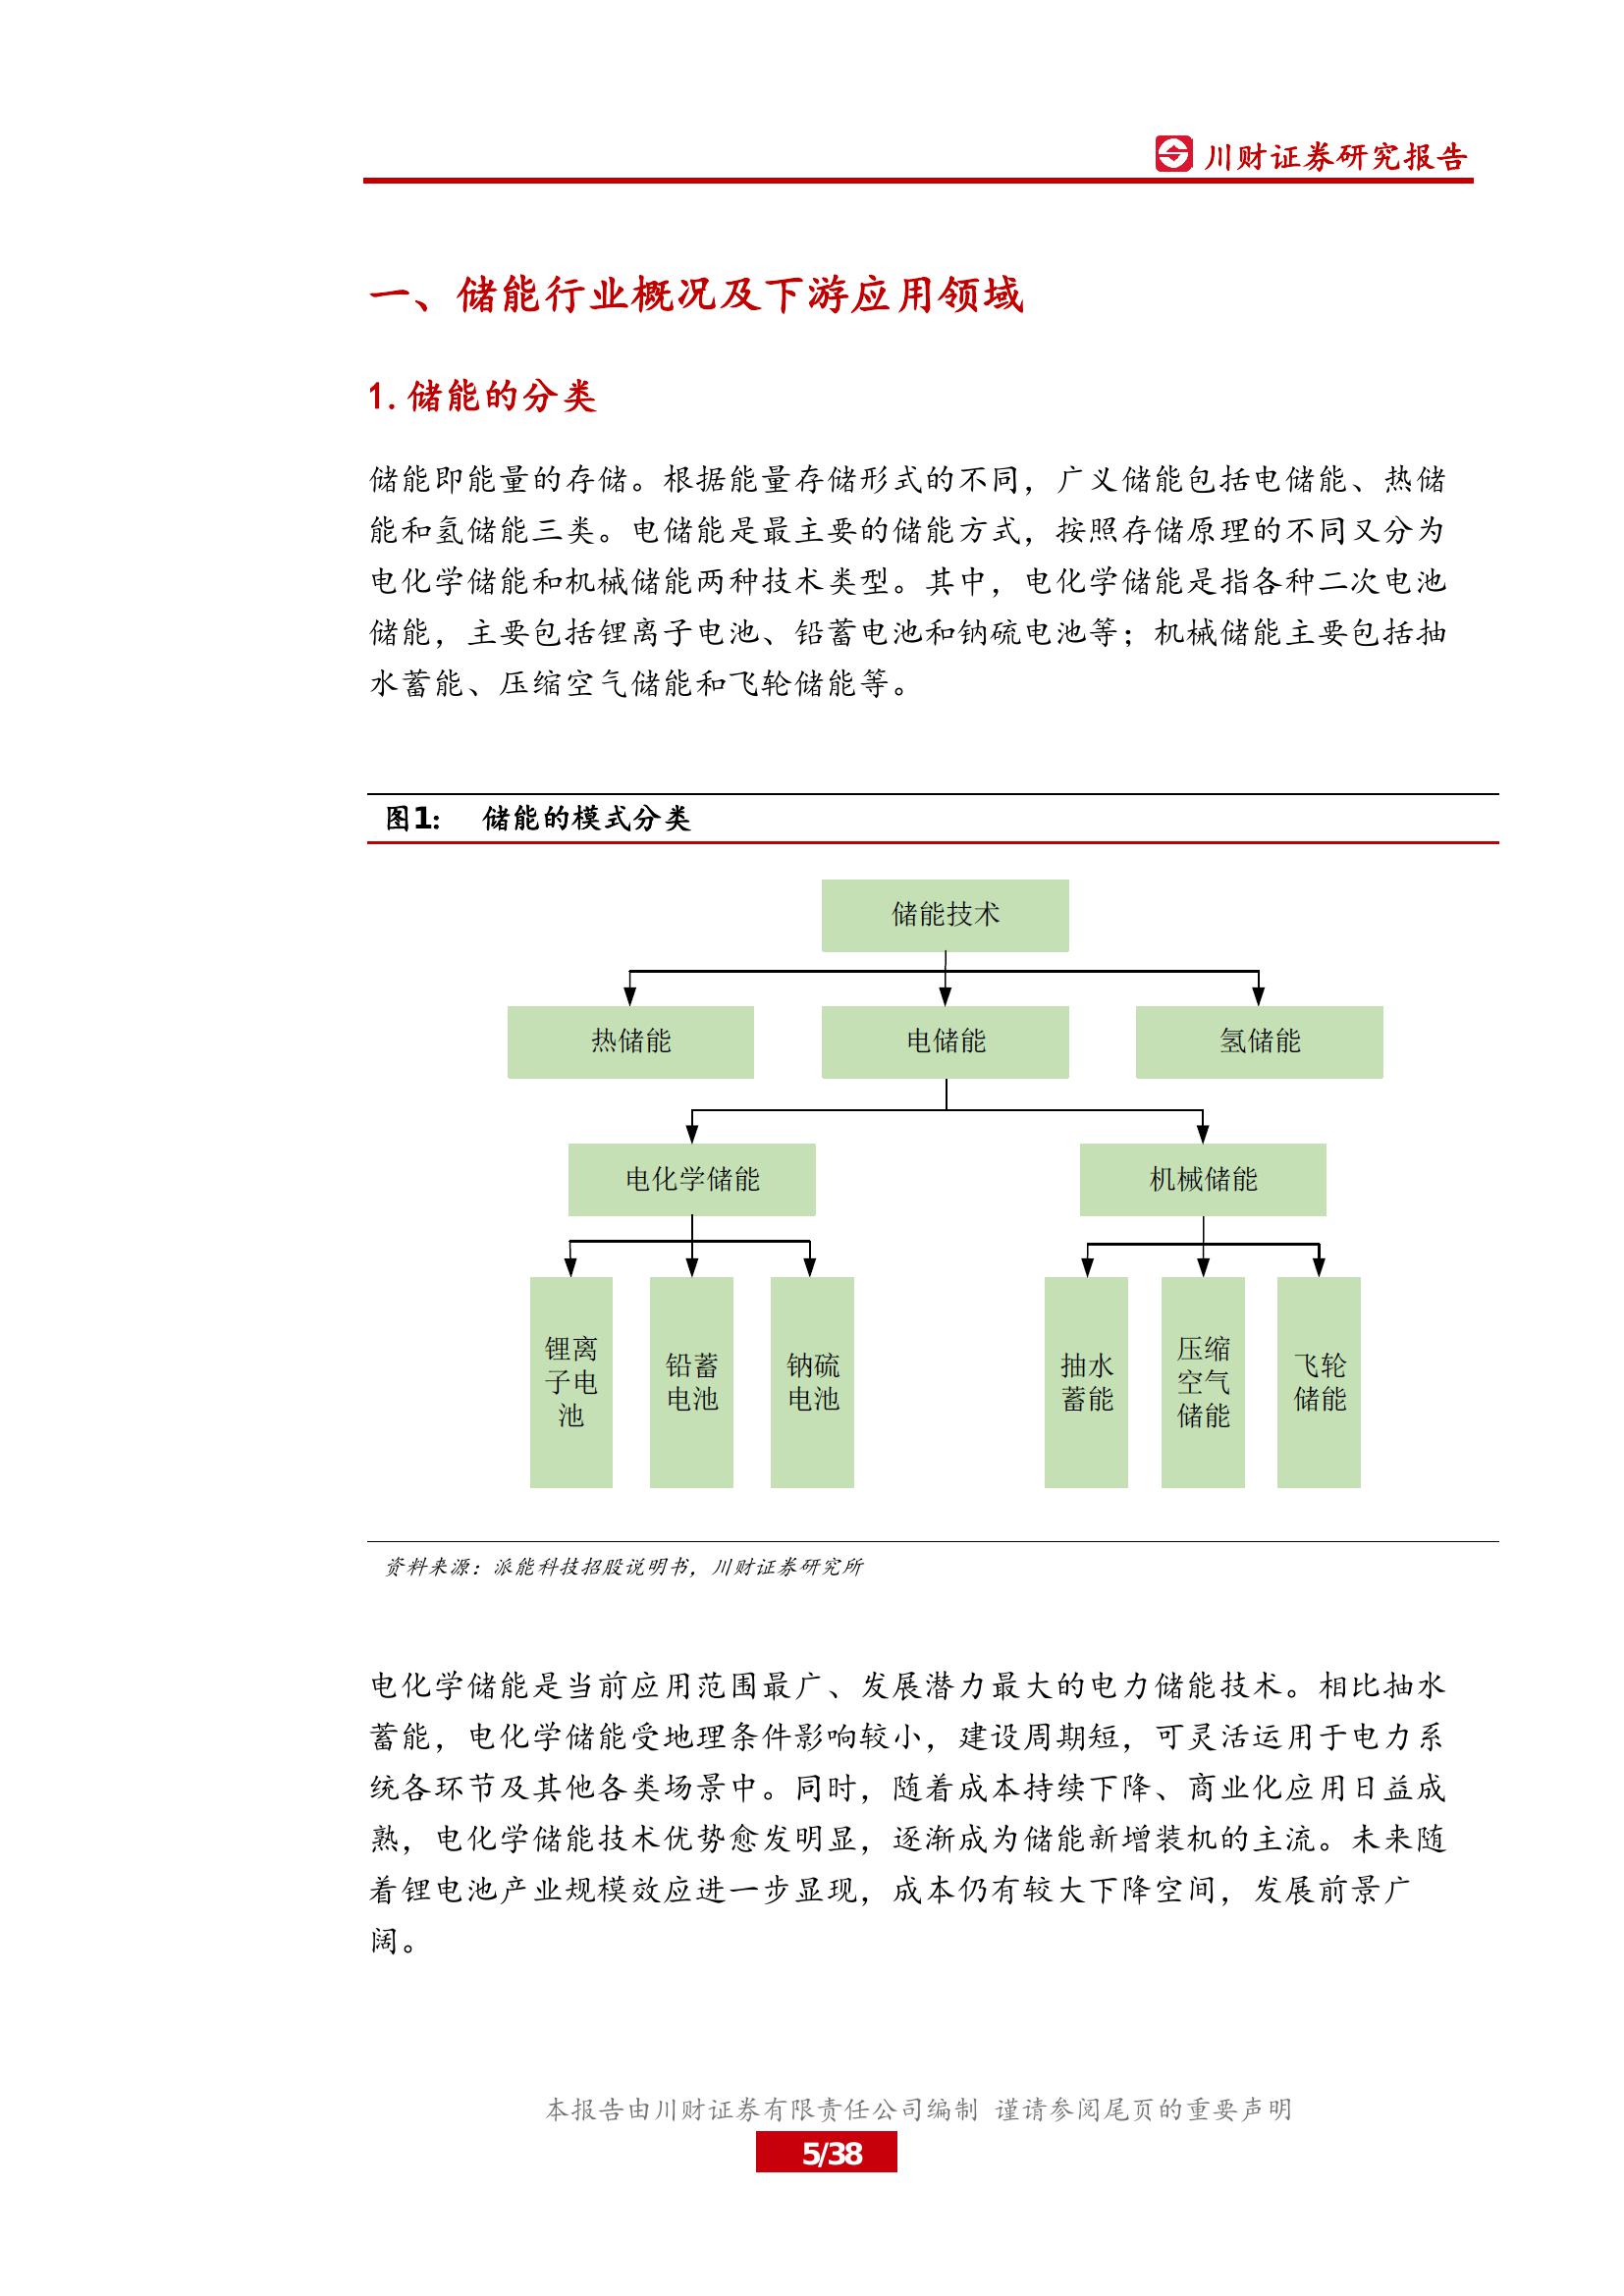 川财证券研究报告
一、储能行业概况及下游应用领域
1.储能的分类
储能即能量的存储。根据能量存储形式的不同，广义储能包括电储能、热储
能和氢储能三类。电储能是最主要的储能方式，按照存储原理的不同又分为
电化学储能和机械储能两种技术类型。其中，电化学储能是指各种二次电池
储能，主要包括锂离子电池、铅蓄电池和钠硫电池等；机械储能主要包括抽
水蓄能、压缩空气储能和飞轮储能等。
图1： 储能的模式分类
储能技术
热储能
电储能
氢储能
电化学储能
机械储能
锂离
子电
池
铅蓄
电池
钠硫
电池
抽水
蓄能
压缩
空气
储能
飞轮
储能
资料来源：派能科技招股说明书，川财证券研究所
电化学储能是当前应用范围最广、发展潜力最大的电力储能技术。相比抽水
蓄能，电化学储能受地理条件影响较小，建设周期短，可灵活运用于电力系
统各环节及其他各类场景中。同时，随着成本持续下降、商业化应用日益成
熟，电化学储能技术优势愈发明显，逐渐成为储能新增装机的主流。未来随
着锂电池产业规模效应进一步显现，成本仍有较大下降空间，发展前景广
阔。
本报告由川财证券有限责任公司编制 谨请参阅尾页的重要声明
5/38